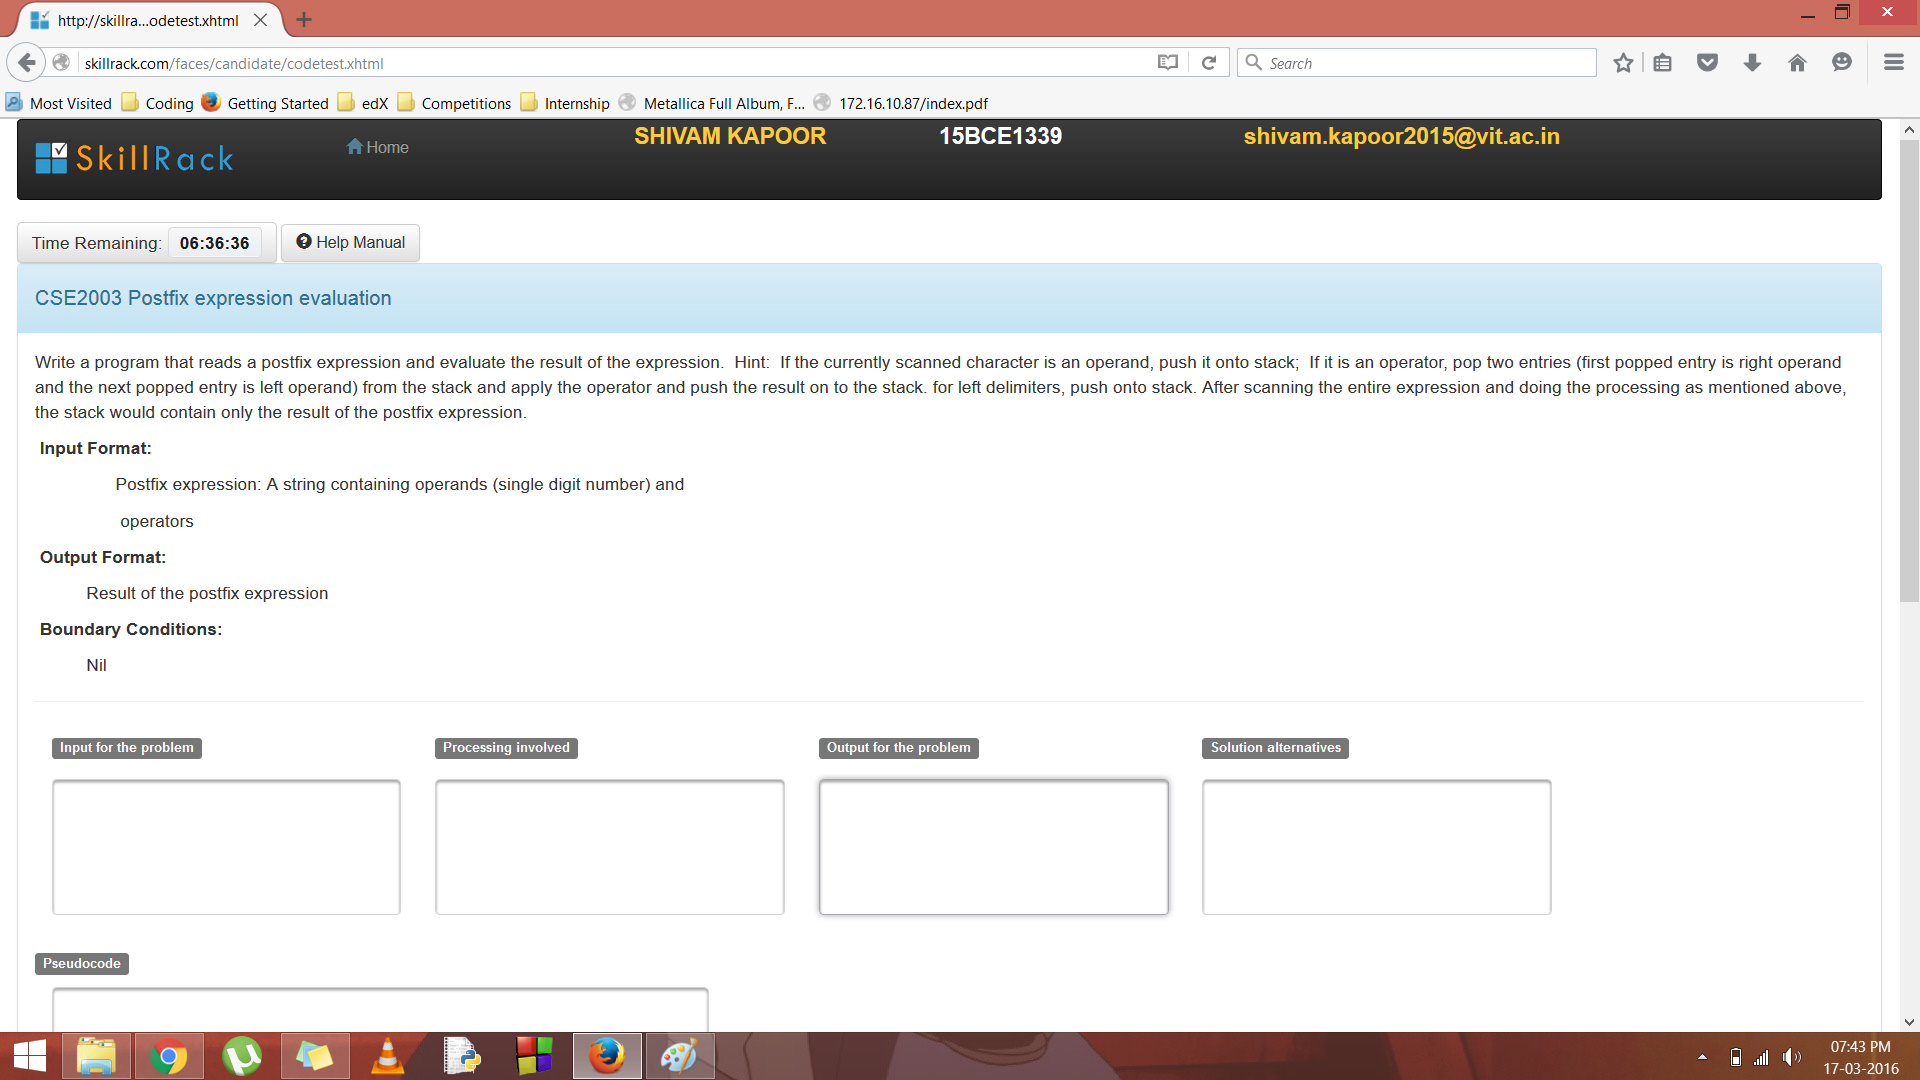 http://skillra...odetest.xhtml
skillrack.com/faces/candidate/codetest.xhtml
Search
Most Visited Coding Getting Started edX Competitions Internship Metallica Full Album, F... 172.16.10.87/index.pdf
SkillRack Home SHIVAM KAPOOR 15BCE1339 shivam.kapoor2015@vit.ac.in
Time Remaining: 06:36:36 Help Manual
CSE2003 Postfix expression evaluation
Write a program that reads a postfix expression and evaluate the result of the expression.  Hint:  If the currently scanned character is an operand, push it onto stack;  If it is an operator, pop two entries (first popped entry is right operand
and the next popped entry is left operand) from the stack and apply the operator and push the result on to the stack. for left delimiters, push onto stack. After scanning the entire expression and doing the processing as mentioned above,
the stack would contain only the result of the postfix expression.
Input Format:
Postfix expression: A string containing operands (single digit number) and
operators
Output Format:
Result of the postfix expression
Boundary Conditions:
Nil
Input for the problem Processing involved Output for the problem Solution alternatives
Pseudocode
07:43 PM
17-03-2016